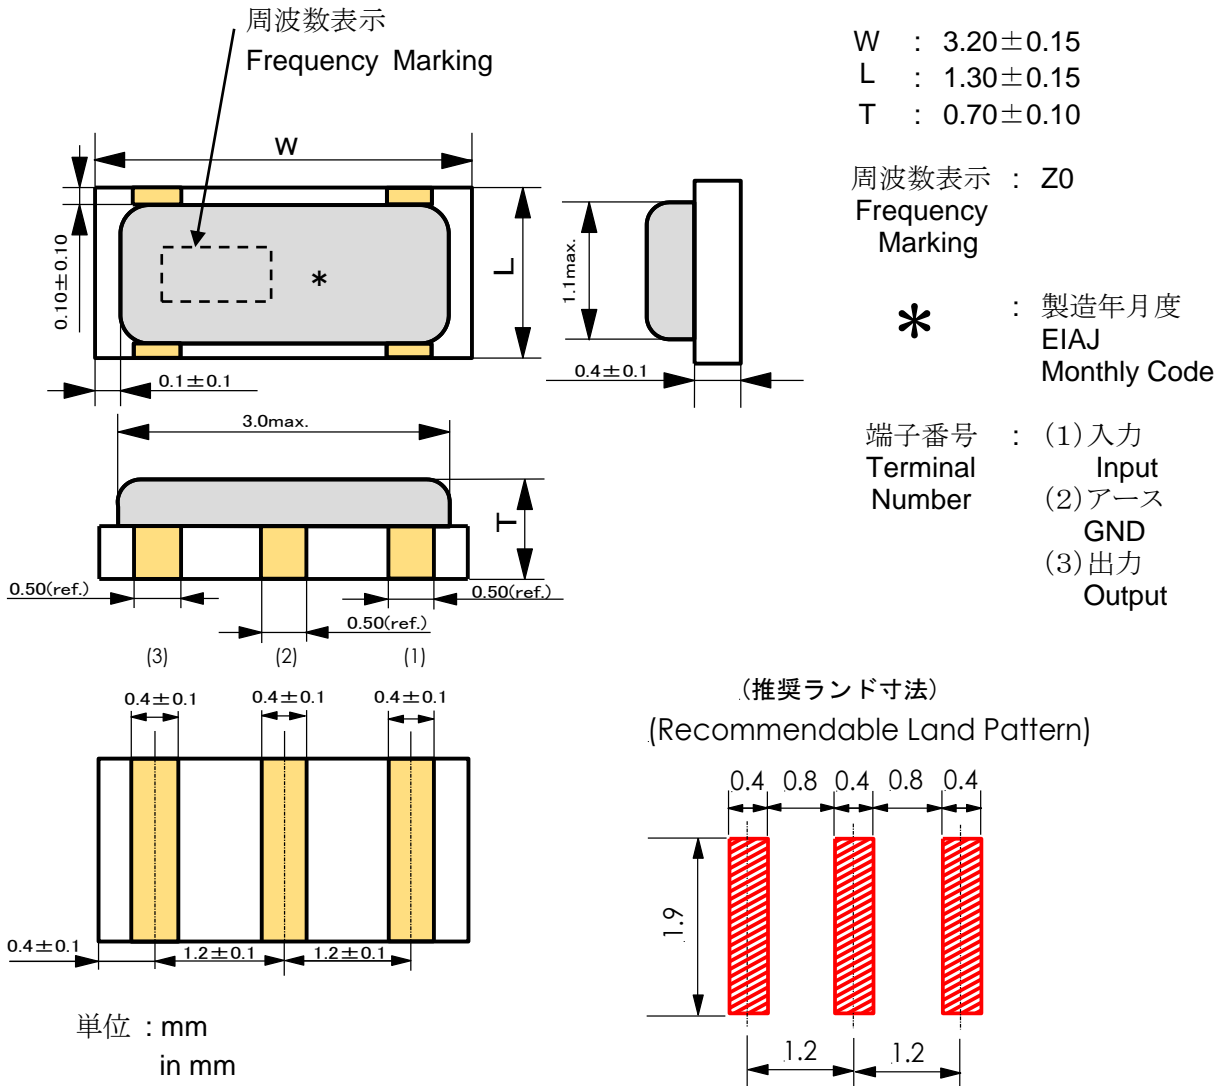 周波数表示
Frequency Marking
W : 3.20±0.15
L : 1.30±0.15
T : 0.70±0.10
W
L
0.10±0.10
*
0.1±0.1
1.1max.
0.4±0.1
周波数表示 : Z0
Frequency
Marking
* : 製造年月度
EIAJ
Monthly Code
3.0max.
T
0.50(ref.)
0.50(ref.)
0.50(ref.)
端子番号 : (1)入力
Terminal Input
Number (2)アース
GND
(3)出力
Output
(3) (2) (1)
0.4±0.1 0.4±0.1 0.4±0.1
0.4±0.1 1.2±0.1 1.2±0.1
単位 : mm
in mm
(推奨ランド寸法)
(Recommendable Land Pattern)
0.4 0.8 0.4 0.8 0.4
1.9
1.2 1.2